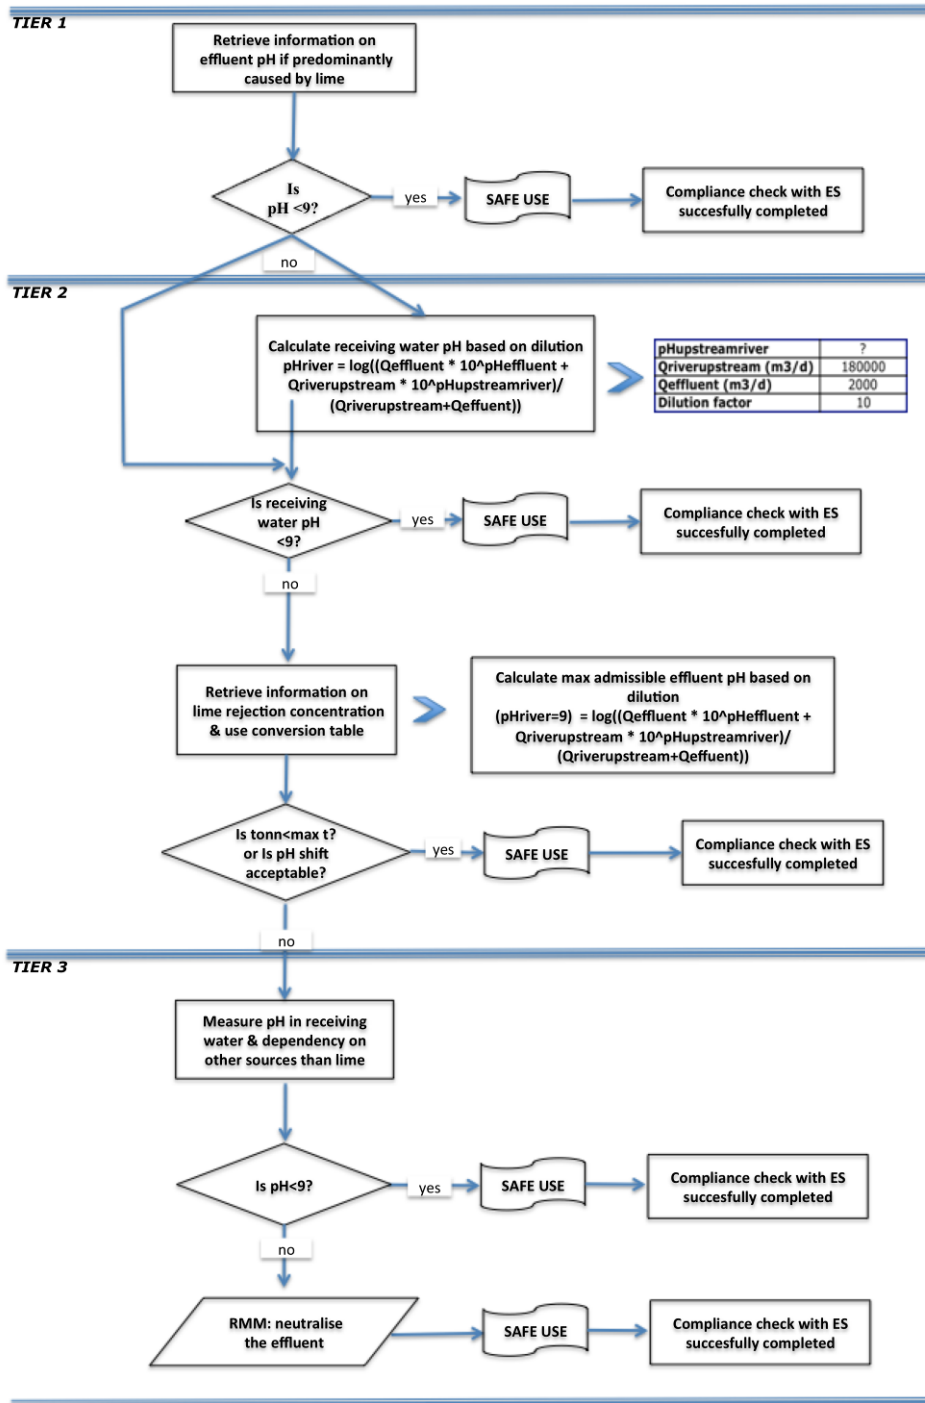 TIER 1
Retrieve information on
effluent pH if predominantly
caused by lime
Is
pH <9?
yes
SAFE USE
Compliance check with ES
succesfully completed
no
TIER 2
Calculate receiving water pH based on dilution
pHriver = log((Qeffluent * 10^pHeffluent +
Qriverupstream * 10^pHupstreamriver)/
(Qriverupstream+Qeffuent))
pHupstreamriver ?
Qriverupstream (m3/d) 180000
Qeffluent (m3/d) 2000
Dilution factor 10
Is receiving
water pH
<9?
yes
SAFE USE
Compliance check with ES
succesfully completed
no
Retrieve information on
lime rejection concentration
& use conversion table
Calculate max admissible effluent pH based on
dilution
(pHriver=9) = log((Qeffluent * 10^pHeffluent +
Qriverupstream * 10^pHupstreamriver)/
(Qriverupstream+Qeffuent))
Is tonn<max t?
or Is pH shift
acceptable?
yes
SAFE USE
Compliance check with ES
succesfully completed
no
TIER 3
Measure pH in receiving
water & dependency on
other sources than lime
Is pH<9?
yes
SAFE USE
Compliance check with ES
succesfully completed
no
RMM: neutralise
the effluent
SAFE USE
Compliance check with ES
succesfully completed